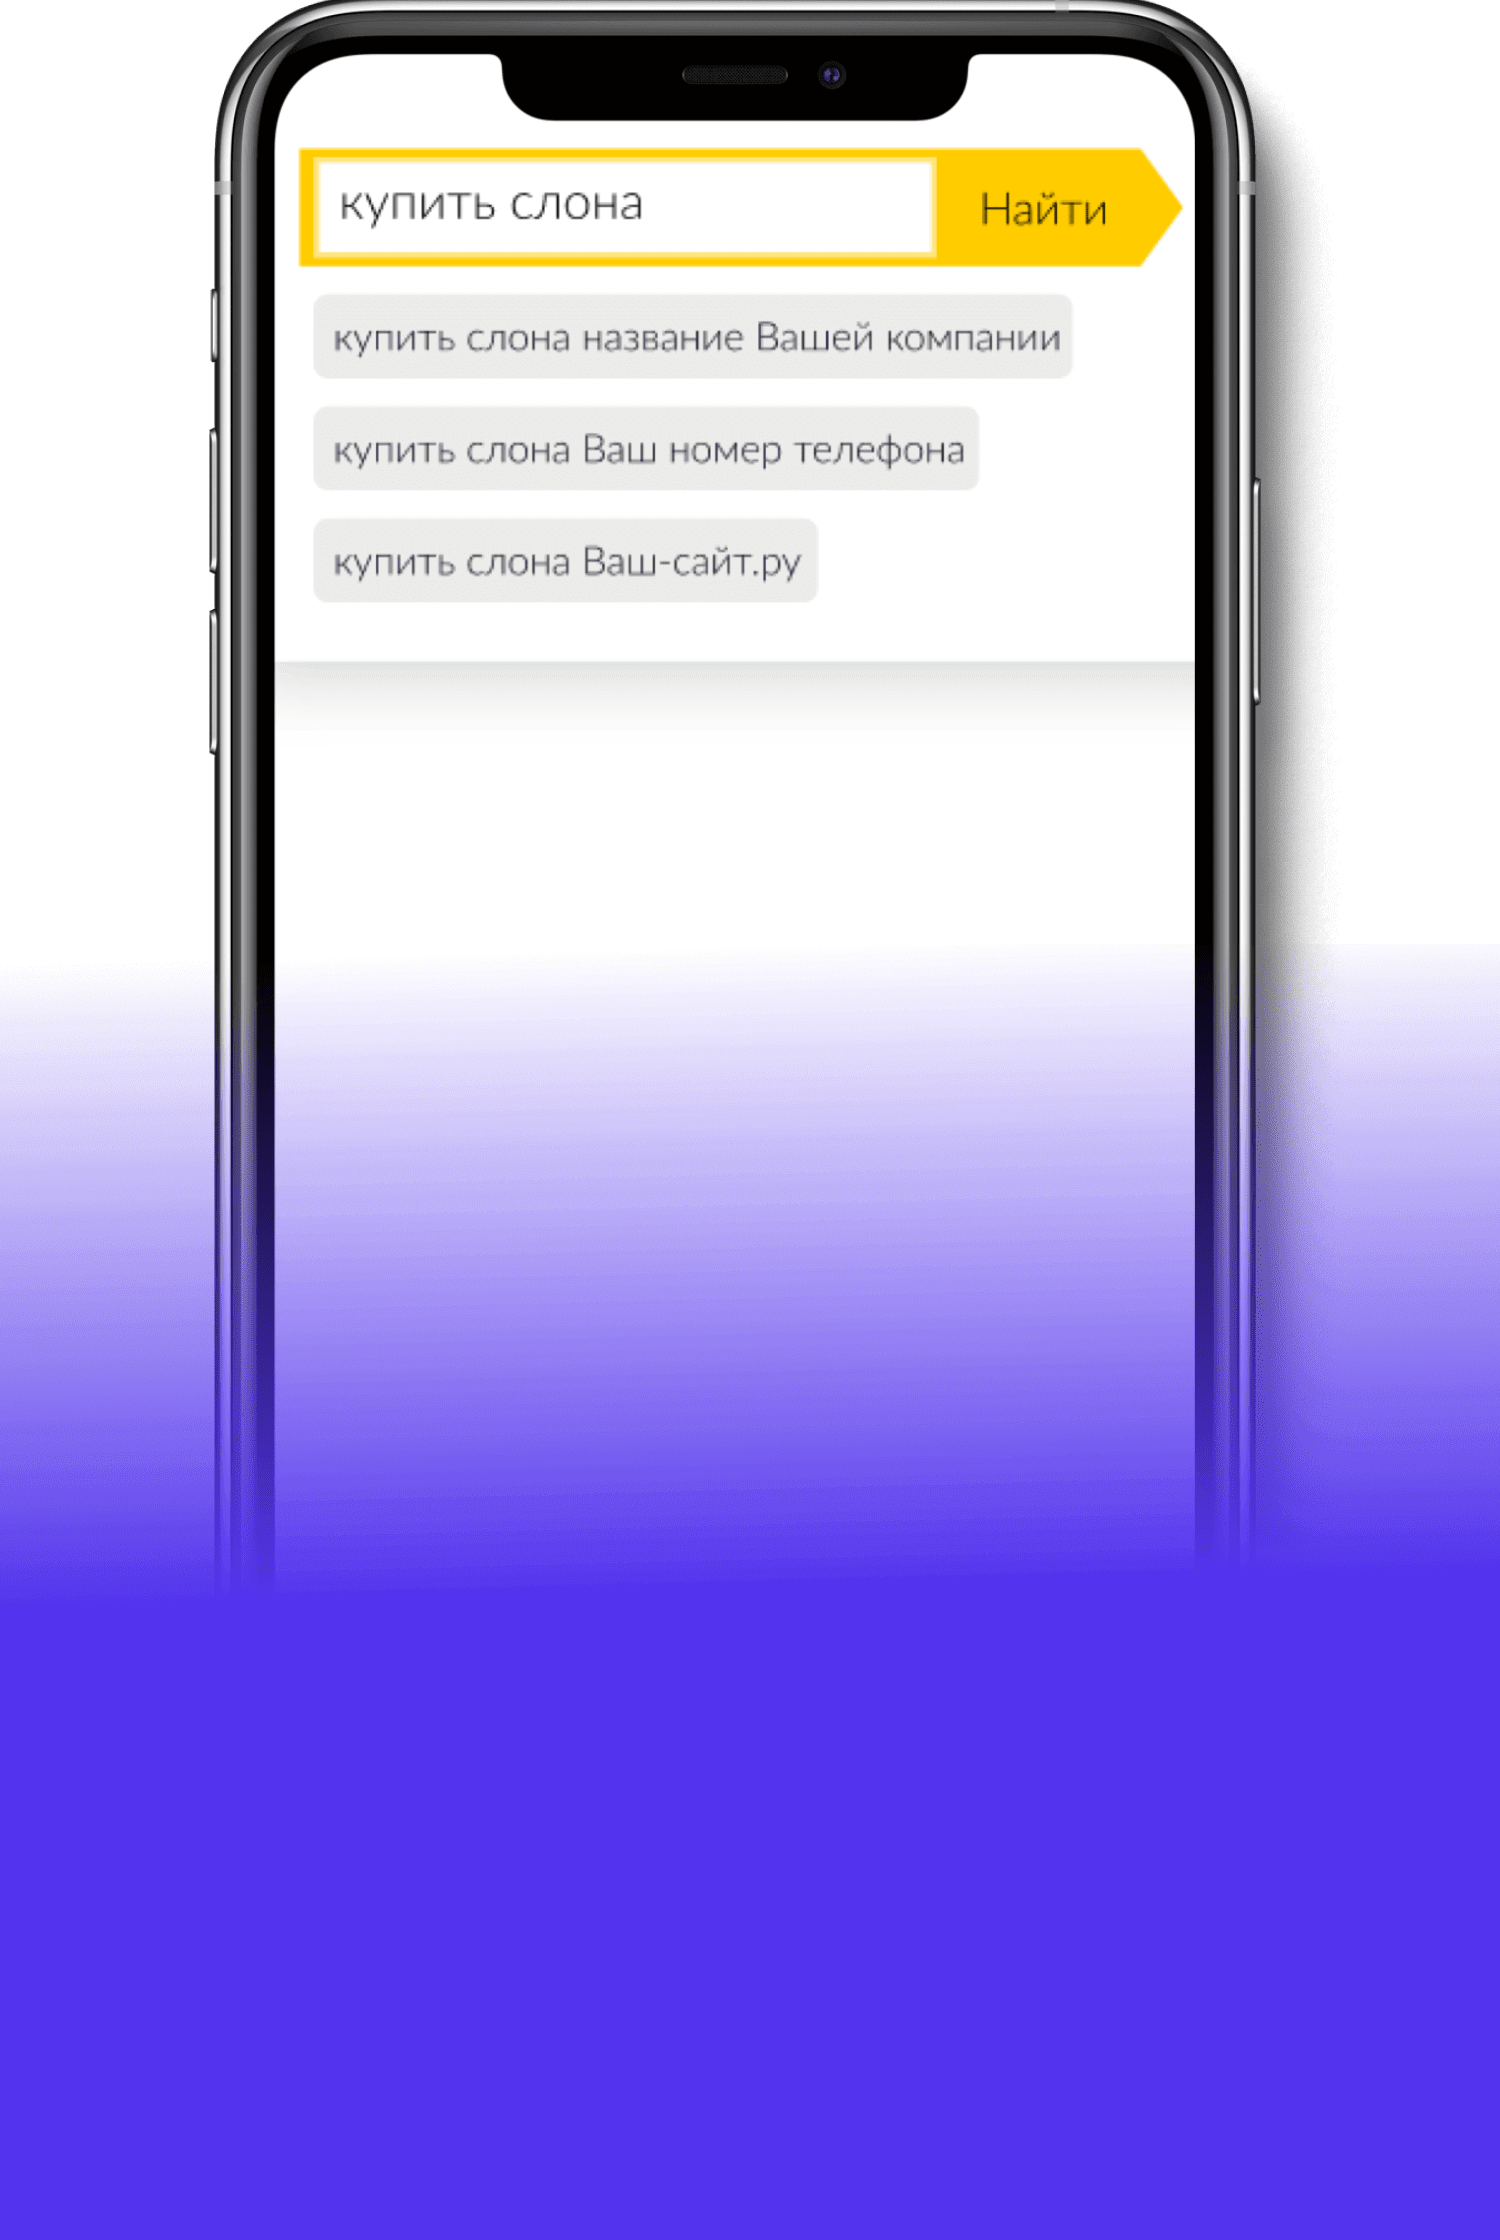 купить слона
Найти
купить слона название Вашей компании
купить слона Ваш номер телефона
купить слона Ваш-сайт.ру